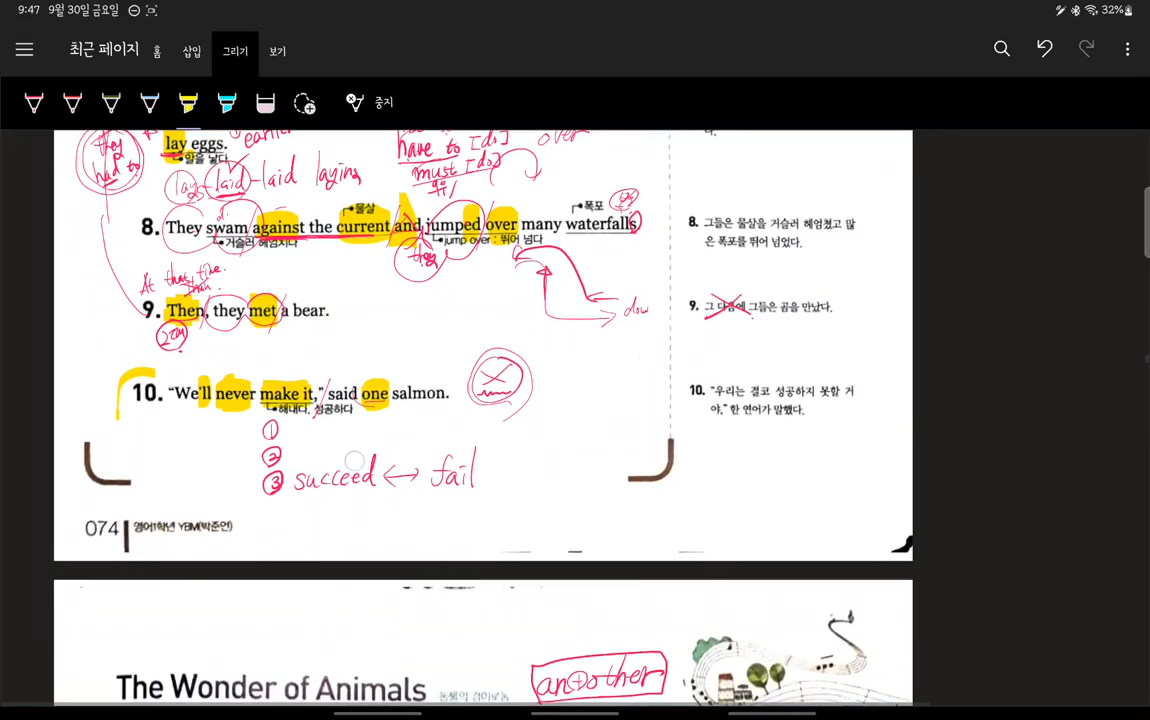 9:47 9월 30일 금요일 32%
최근 페이지 홈 삽입 그리기 보기
중지
다.
they had to
lay eggs. earlier
알을 낳다
have to [do]
must [do]
over
lay-laid-laid laying
물살
폭포
8. They swam against the current and jumped over many waterfalls
거슬러 헤엄치다
jump over : 뛰어 넘다
they
8. 그들은 물살을 거슬러 헤엄쳤고 많
은 폭포를 뛰어 넘었다.
At that time.
9. Then, they met a bear.
9. 그 다음에 그들은 곰을 만났다.
10. “We'll never make it,” said one salmon.
해내다, 성공하다
10. “우리는 결코 성공하지 못할 거
야,” 한 연어가 말했다.
①
②
③ succeed ↔ fail
074 영어1학년 YBM(박준언)
another
The Wonder of Animals